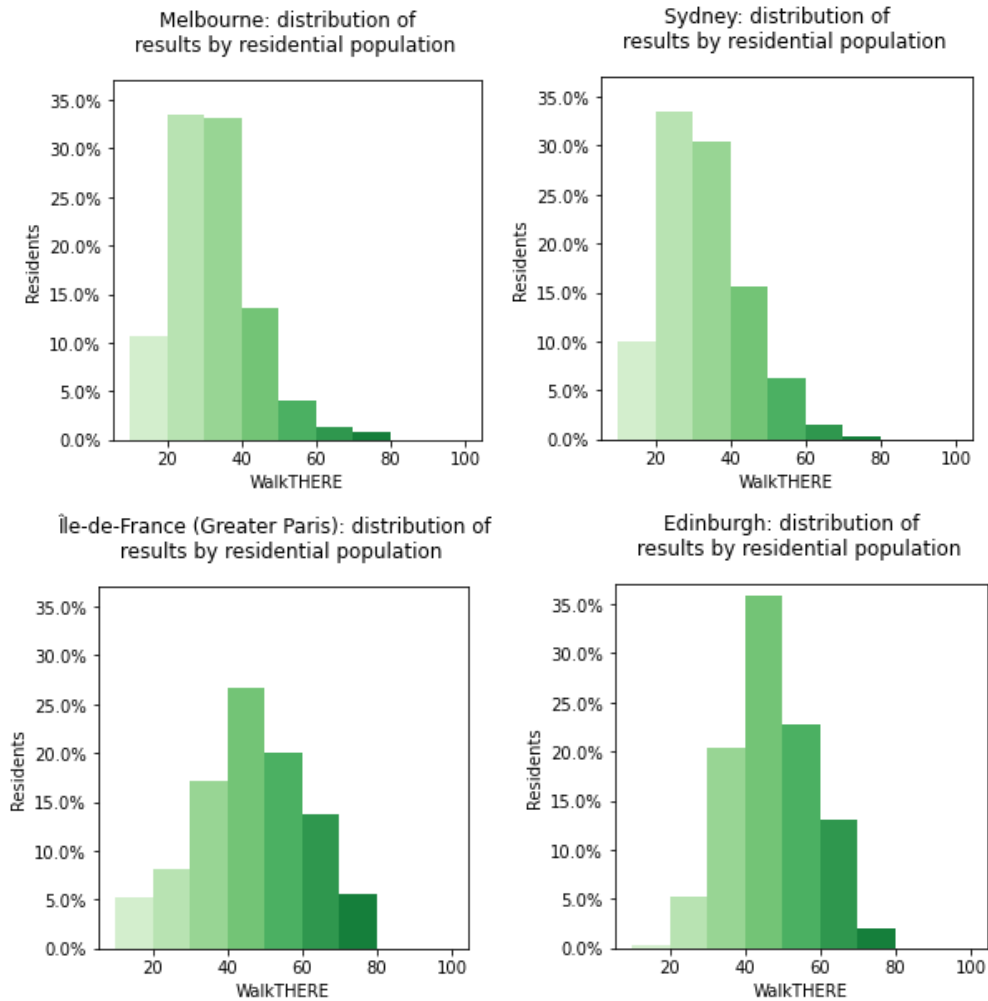 Melbourne: distribution of
results by residential population
35.0%
30.0%
25.0%
20.0%
15.0%
10.0%
5.0%
0.0%
Residents
20 40 60 80 100
WalkTHERE
Sydney: distribution of
results by residential population
35.0%
30.0%
25.0%
20.0%
15.0%
10.0%
5.0%
0.0%
Residents
20 40 60 80 100
WalkTHERE
Île-de-France (Greater Paris): distribution of
results by residential population
35.0%
30.0%
25.0%
20.0%
15.0%
10.0%
5.0%
0.0%
Residents
20 40 60 80 100
WalkTHERE
Edinburgh: distribution of
results by residential population
35.0%
30.0%
25.0%
20.0%
15.0%
10.0%
5.0%
0.0%
Residents
20 40 60 80 100
WalkTHERE